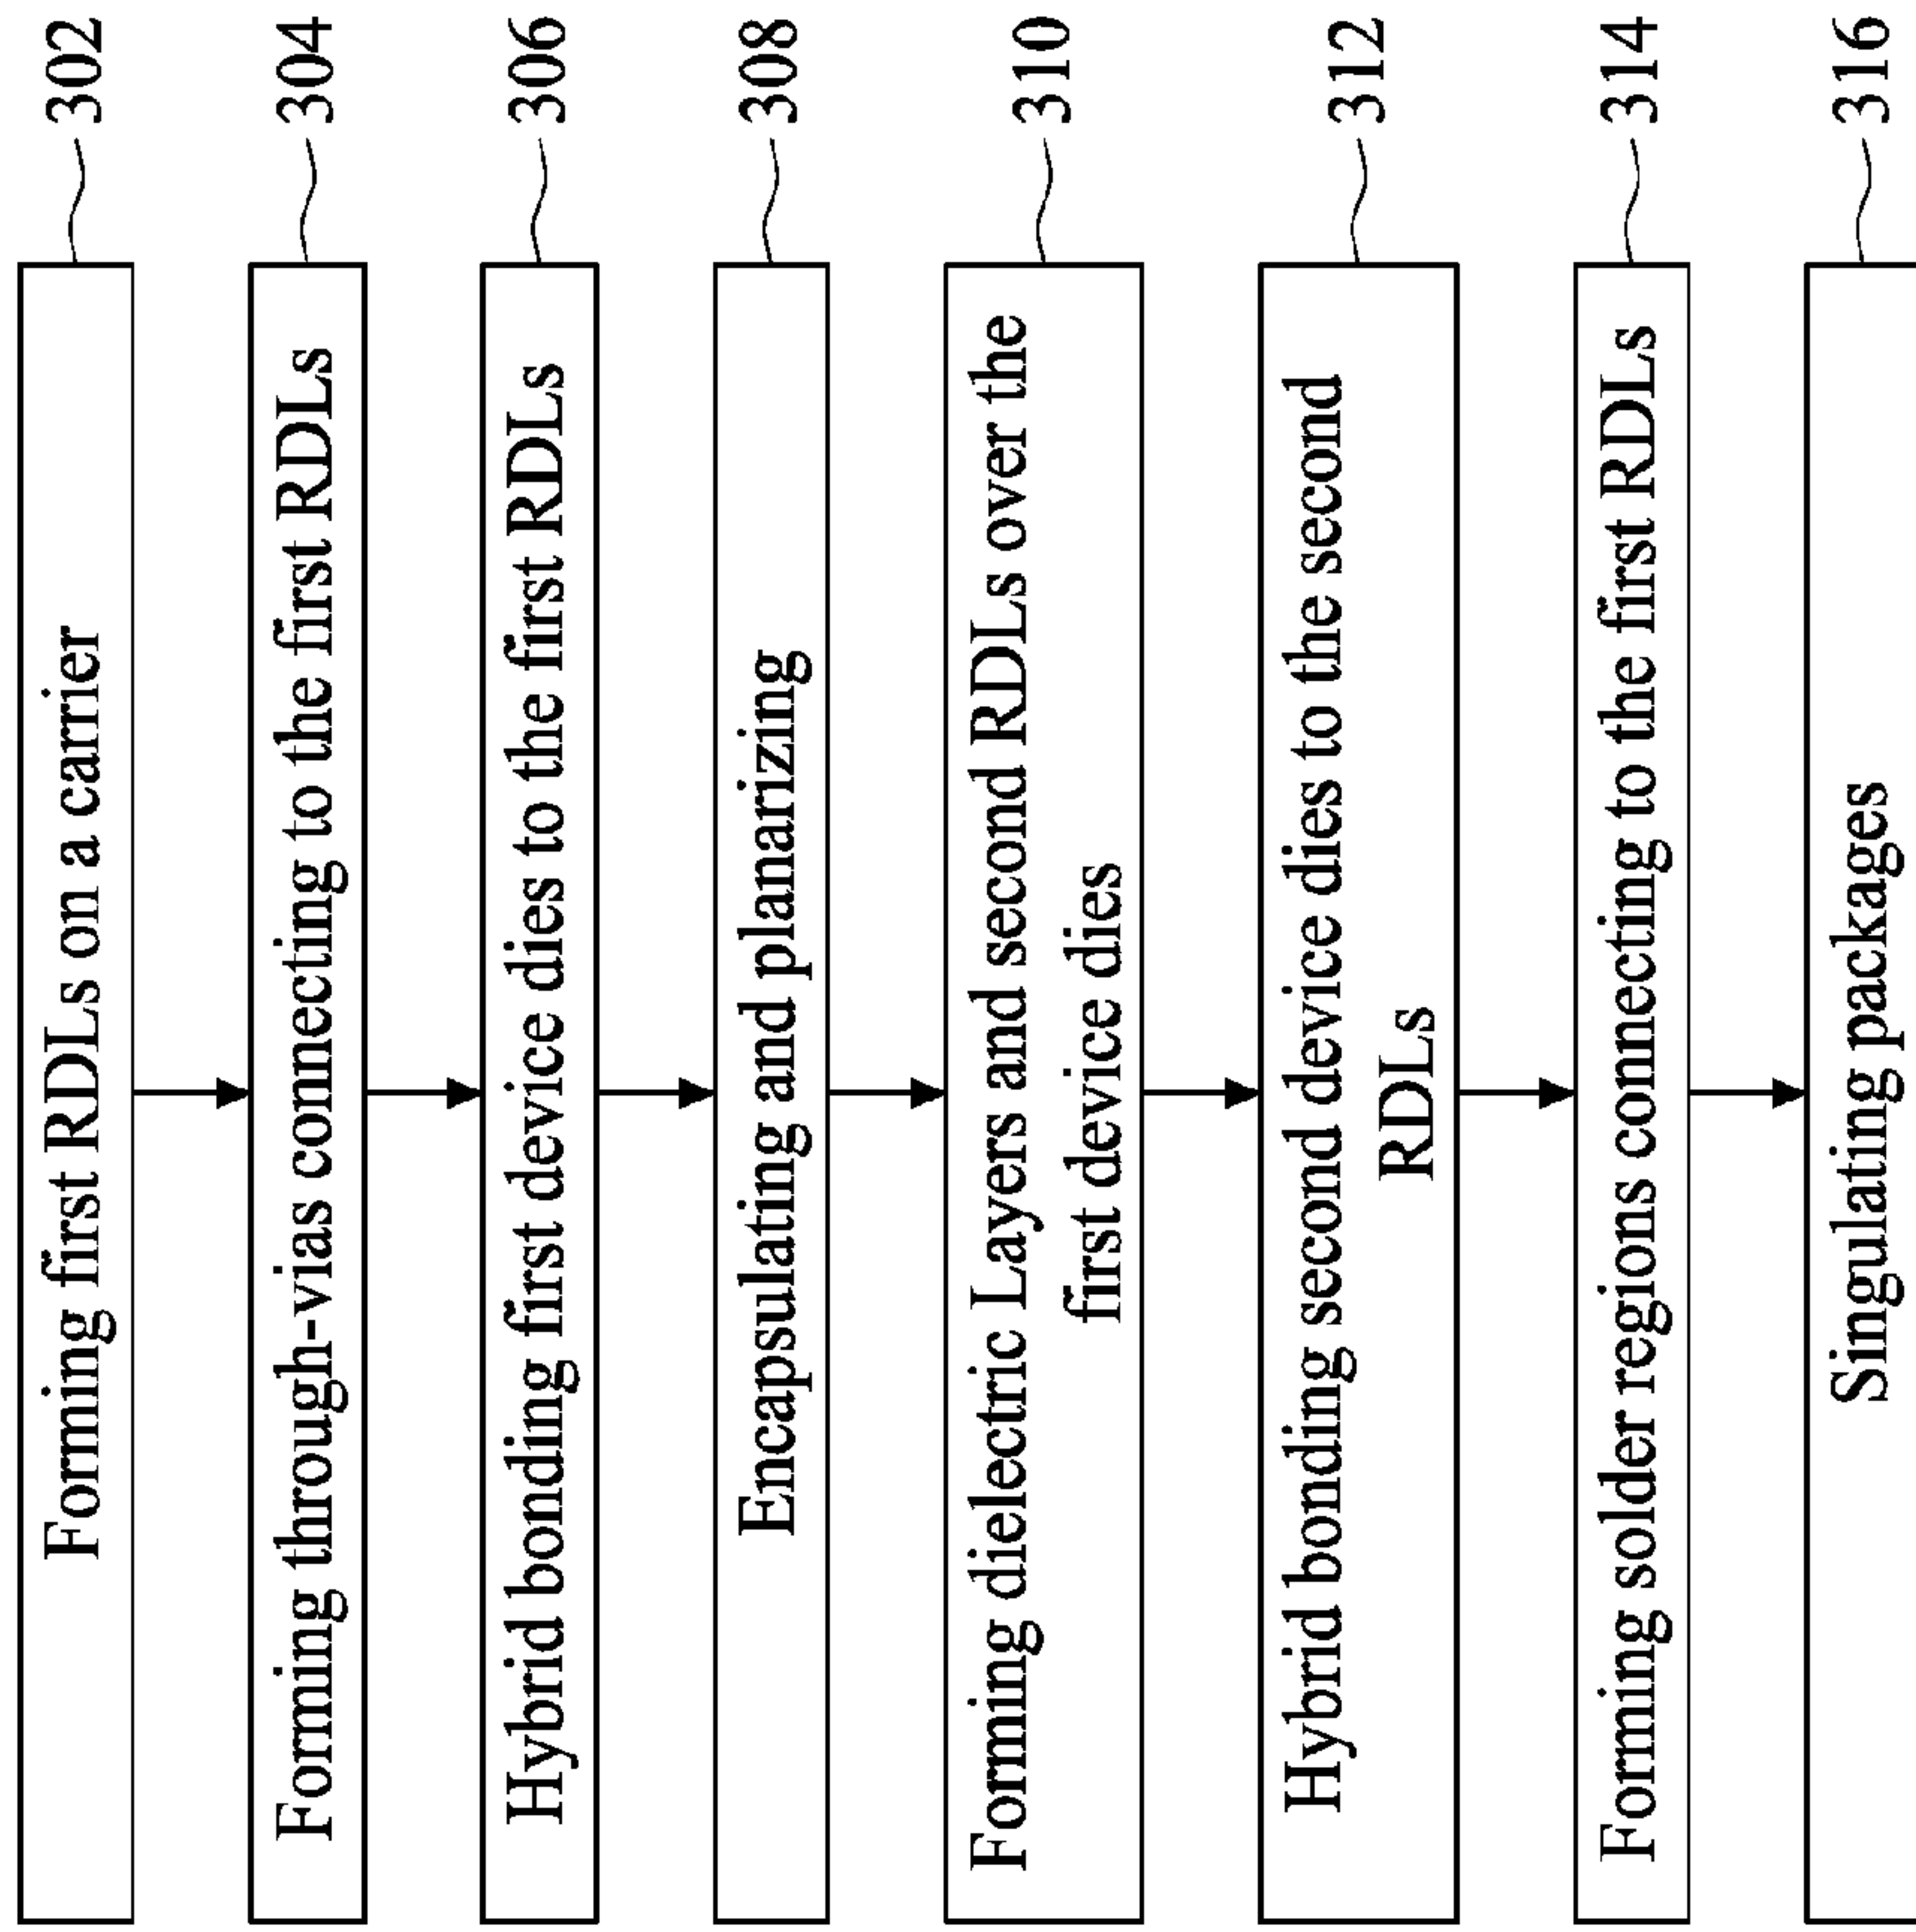 Forming first RDLs on a carrier
302
Forming through-vias connecting to the first RDLs
304
Hybrid bonding first device dies to the first RDLs
306
Encapsulating and planarizing
308
Forming dielectric Layers and second RDLs over the
first device dies
310
Hybrid bonding second device dies to the second
RDLs
312
Forming solder regions connecting to the first RDLs
314
Singulating packages
316